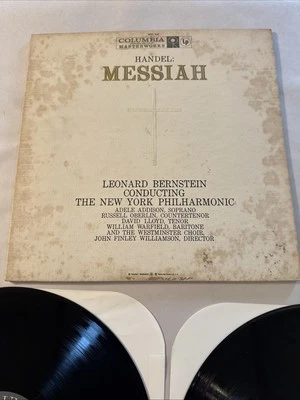 COLUMBIA
MASTERWORKS
LP
HANDEL:
MESSIAH
LEONARD BERNSTEIN
CONDUCTING
THE NEW YORK PHILHARMONIC
ADELE ADDISON, SOPRANO
RUSSELL OBERLIN, COUNTERTENOR
DAVID LLOYD, TENOR
WILLIAM WARFIELD, BARITONE
AND THE WESTMINSTER CHOIR,
JOHN FINLEY WILLIAMSON, DIRECTOR